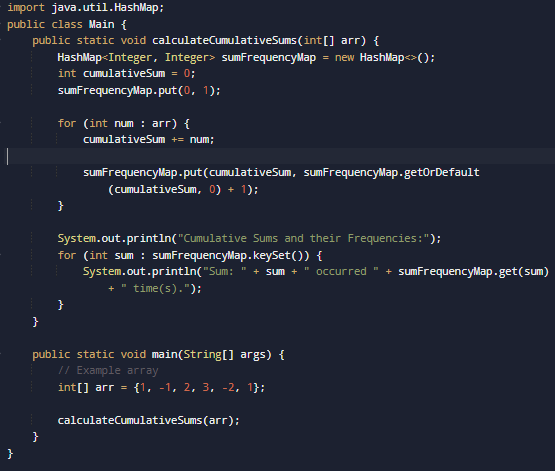 import java.util.HashMap;
public class Main {
    public static void calculateCumulativeSums(int[] arr) {
        HashMap<Integer, Integer> sumFrequencyMap = new HashMap<>();
        int cumulativeSum = 0;
        sumFrequencyMap.put(0, 1);

        for (int num : arr) {
            cumulativeSum += num;

            sumFrequencyMap.put(cumulativeSum, sumFrequencyMap.getOrDefault
                (cumulativeSum, 0) + 1);
        }

        System.out.println("Cumulative Sums and their Frequencies:");
        for (int sum : sumFrequencyMap.keySet()) {
            System.out.println("Sum: " + sum + " occurred " + sumFrequencyMap.get(sum)
                + " time(s).");
        }
    }

    public static void main(String[] args) {
        // Example array
        int[] arr = {1, -1, 2, 3, -2, 1};

        calculateCumulativeSums(arr);
    }
}